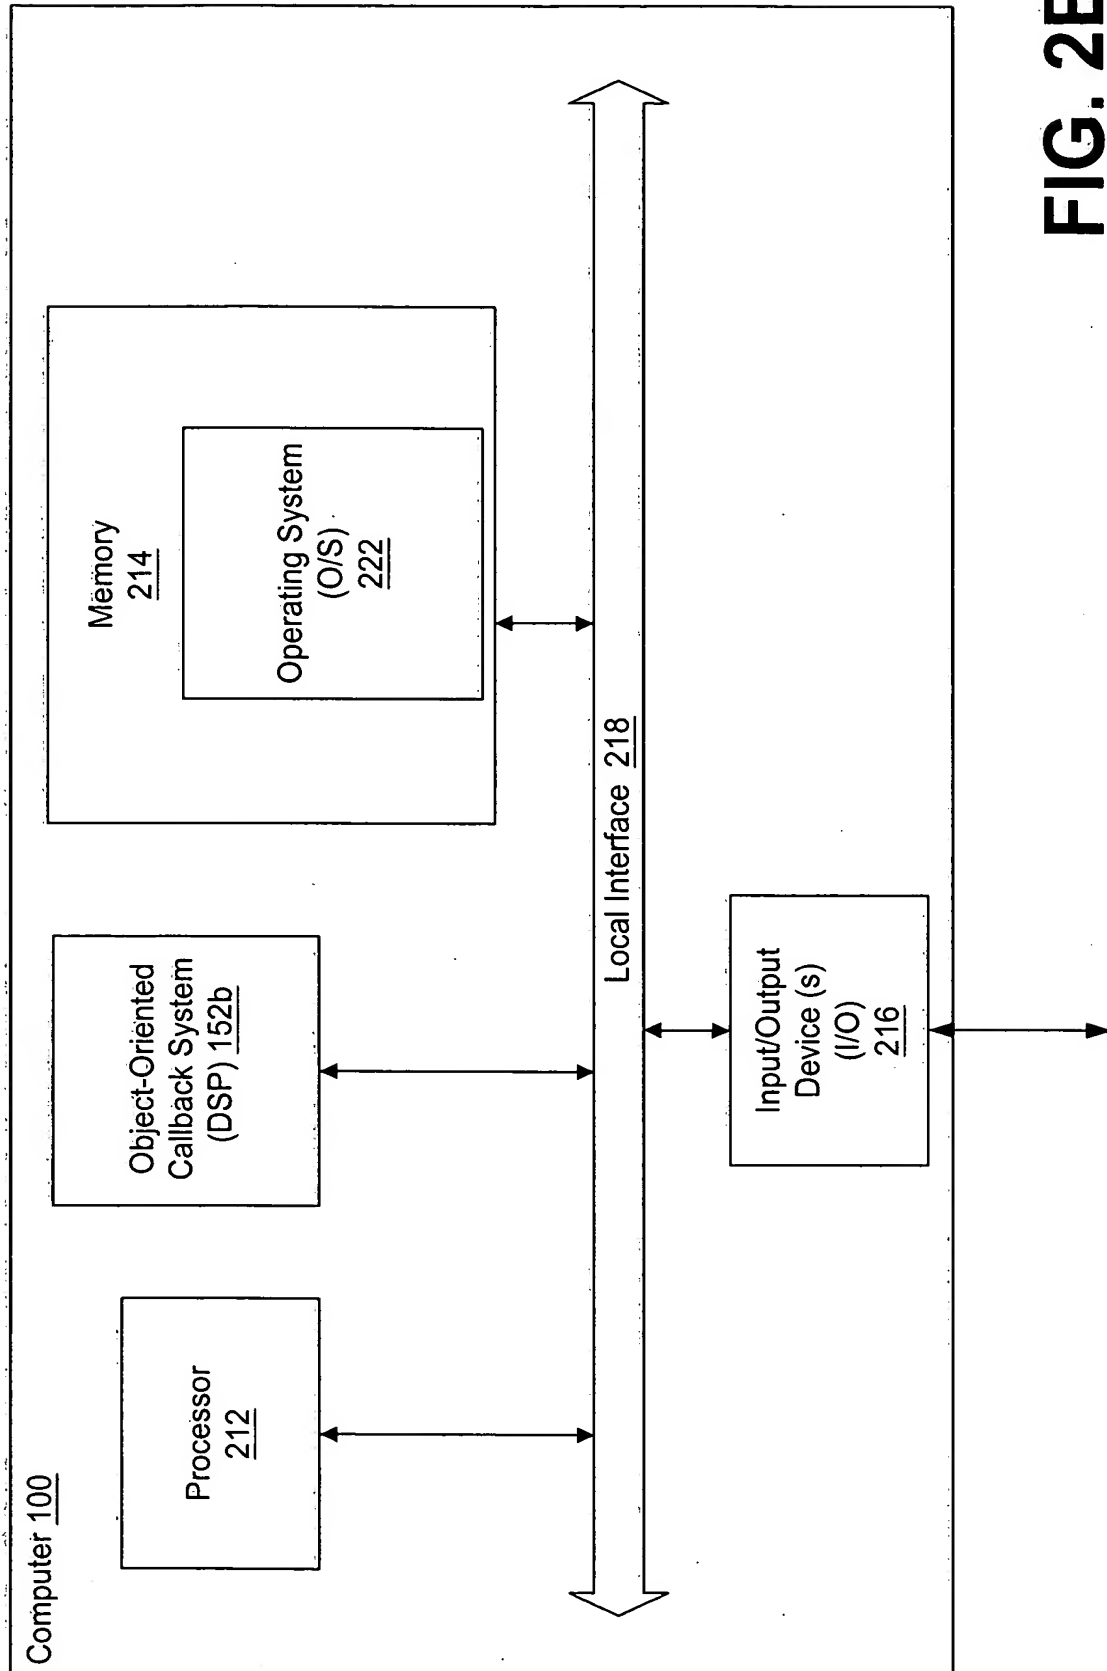 Computer 100
Processor
212
Object-Oriented
Callback System
(DSP) 152b
Memory
214
Operating System
(O/S)
222
Local Interface 218
Input/Output
Device (s)
(I/O)
216
FIG. 2B